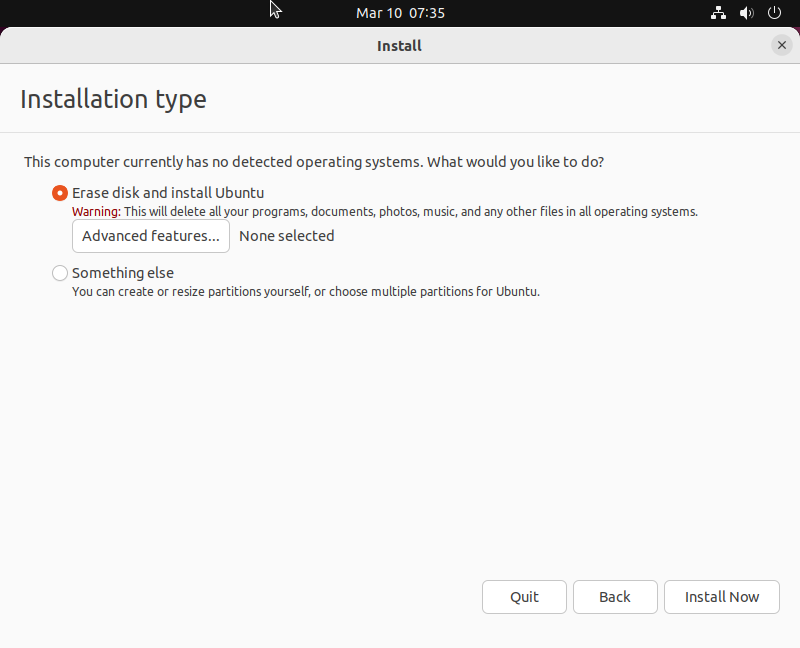 Mar 10 07:35
Install
Installation type
This computer currently has no detected operating systems. What would you like to do?
Erase disk and install Ubuntu
Warning: This will delete all your programs, documents, photos, music, and any other files in all operating systems.
Advanced features... None selected
Something else
You can create or resize partitions yourself, or choose multiple partitions for Ubuntu.
Quit Back Install Now